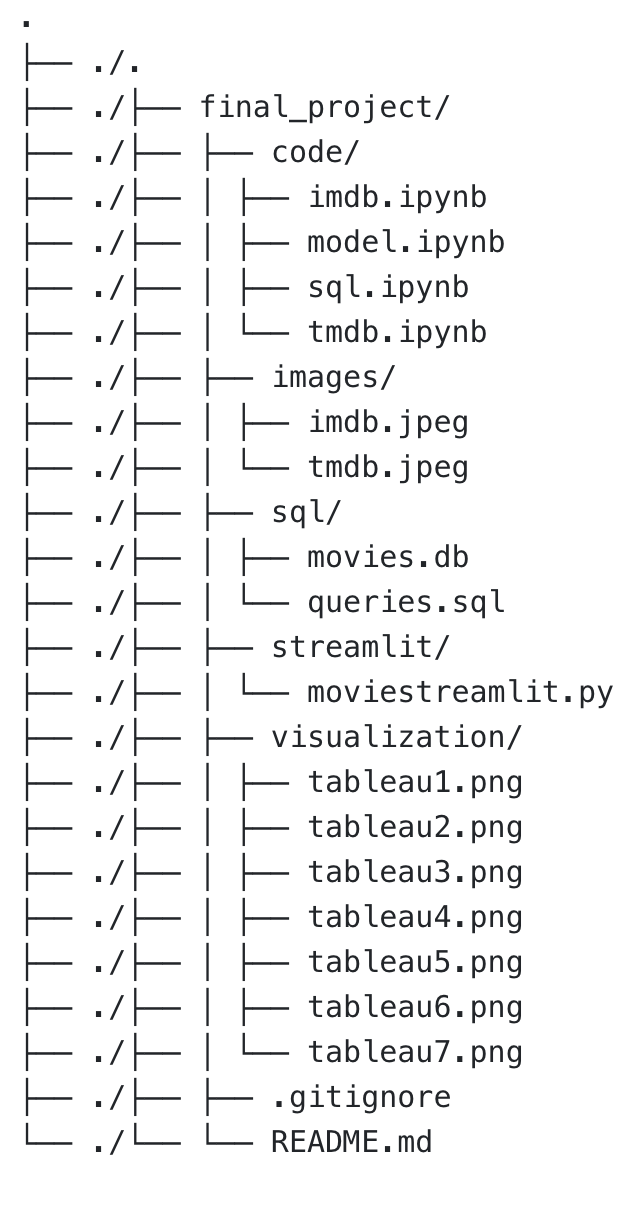 .
├── ./.
├── ./├── final_project/
├── ./├── ├── code/
├── ./├── │ ├── imdb.ipynb
├── ./├── │ ├── model.ipynb
├── ./├── │ ├── sql.ipynb
├── ./├── │ └── tmdb.ipynb
├── ./├── ├── images/
├── ./├── │ ├── imdb.jpeg
├── ./├── │ └── tmdb.jpeg
├── ./├── ├── sql/
├── ./├── │ ├── movies.db
├── ./├── │ └── queries.sql
├── ./├── ├── streamlit/
├── ./├── │ └── moviestreamlit.py
├── ./├── ├── visualization/
├── ./├── │ ├── tableau1.png
├── ./├── │ ├── tableau2.png
├── ./├── │ ├── tableau3.png
├── ./├── │ ├── tableau4.png
├── ./├── │ ├── tableau5.png
├── ./├── │ ├── tableau6.png
├── ./├── │ └── tableau7.png
├── ./├── ├── .gitignore
└── ./└── └── README.md